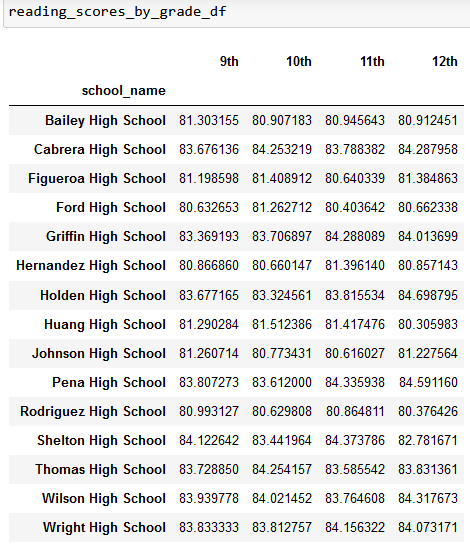 reading_scores_by_grade_df
9th 10th 11th 12th
school_name
Bailey High School 81.303155 80.907183 80.945643 80.912451
Cabrera High School 83.676136 84.253219 83.788382 84.287958
Figueroa High School 81.198598 81.408912 80.640339 81.384863
Ford High School 80.632653 81.262712 80.403642 80.662338
Griffin High School 83.369193 83.706897 84.288089 84.013699
Hernandez High School 80.866860 80.660147 81.396140 80.857143
Holden High School 83.677165 83.324561 83.815534 84.698795
Huang High School 81.290284 81.512386 81.417476 80.305983
Johnson High School 81.260714 80.773431 80.616027 81.227564
Pena High School 83.807273 83.612000 84.335938 84.591160
Rodriguez High School 80.993127 80.629808 80.864811 80.376426
Shelton High School 84.122642 83.441964 84.373786 82.781671
Thomas High School 83.728850 84.254157 83.585542 83.831361
Wilson High School 83.939778 84.021452 83.764608 84.317673
Wright High School 83.833333 83.812757 84.156322 84.073171